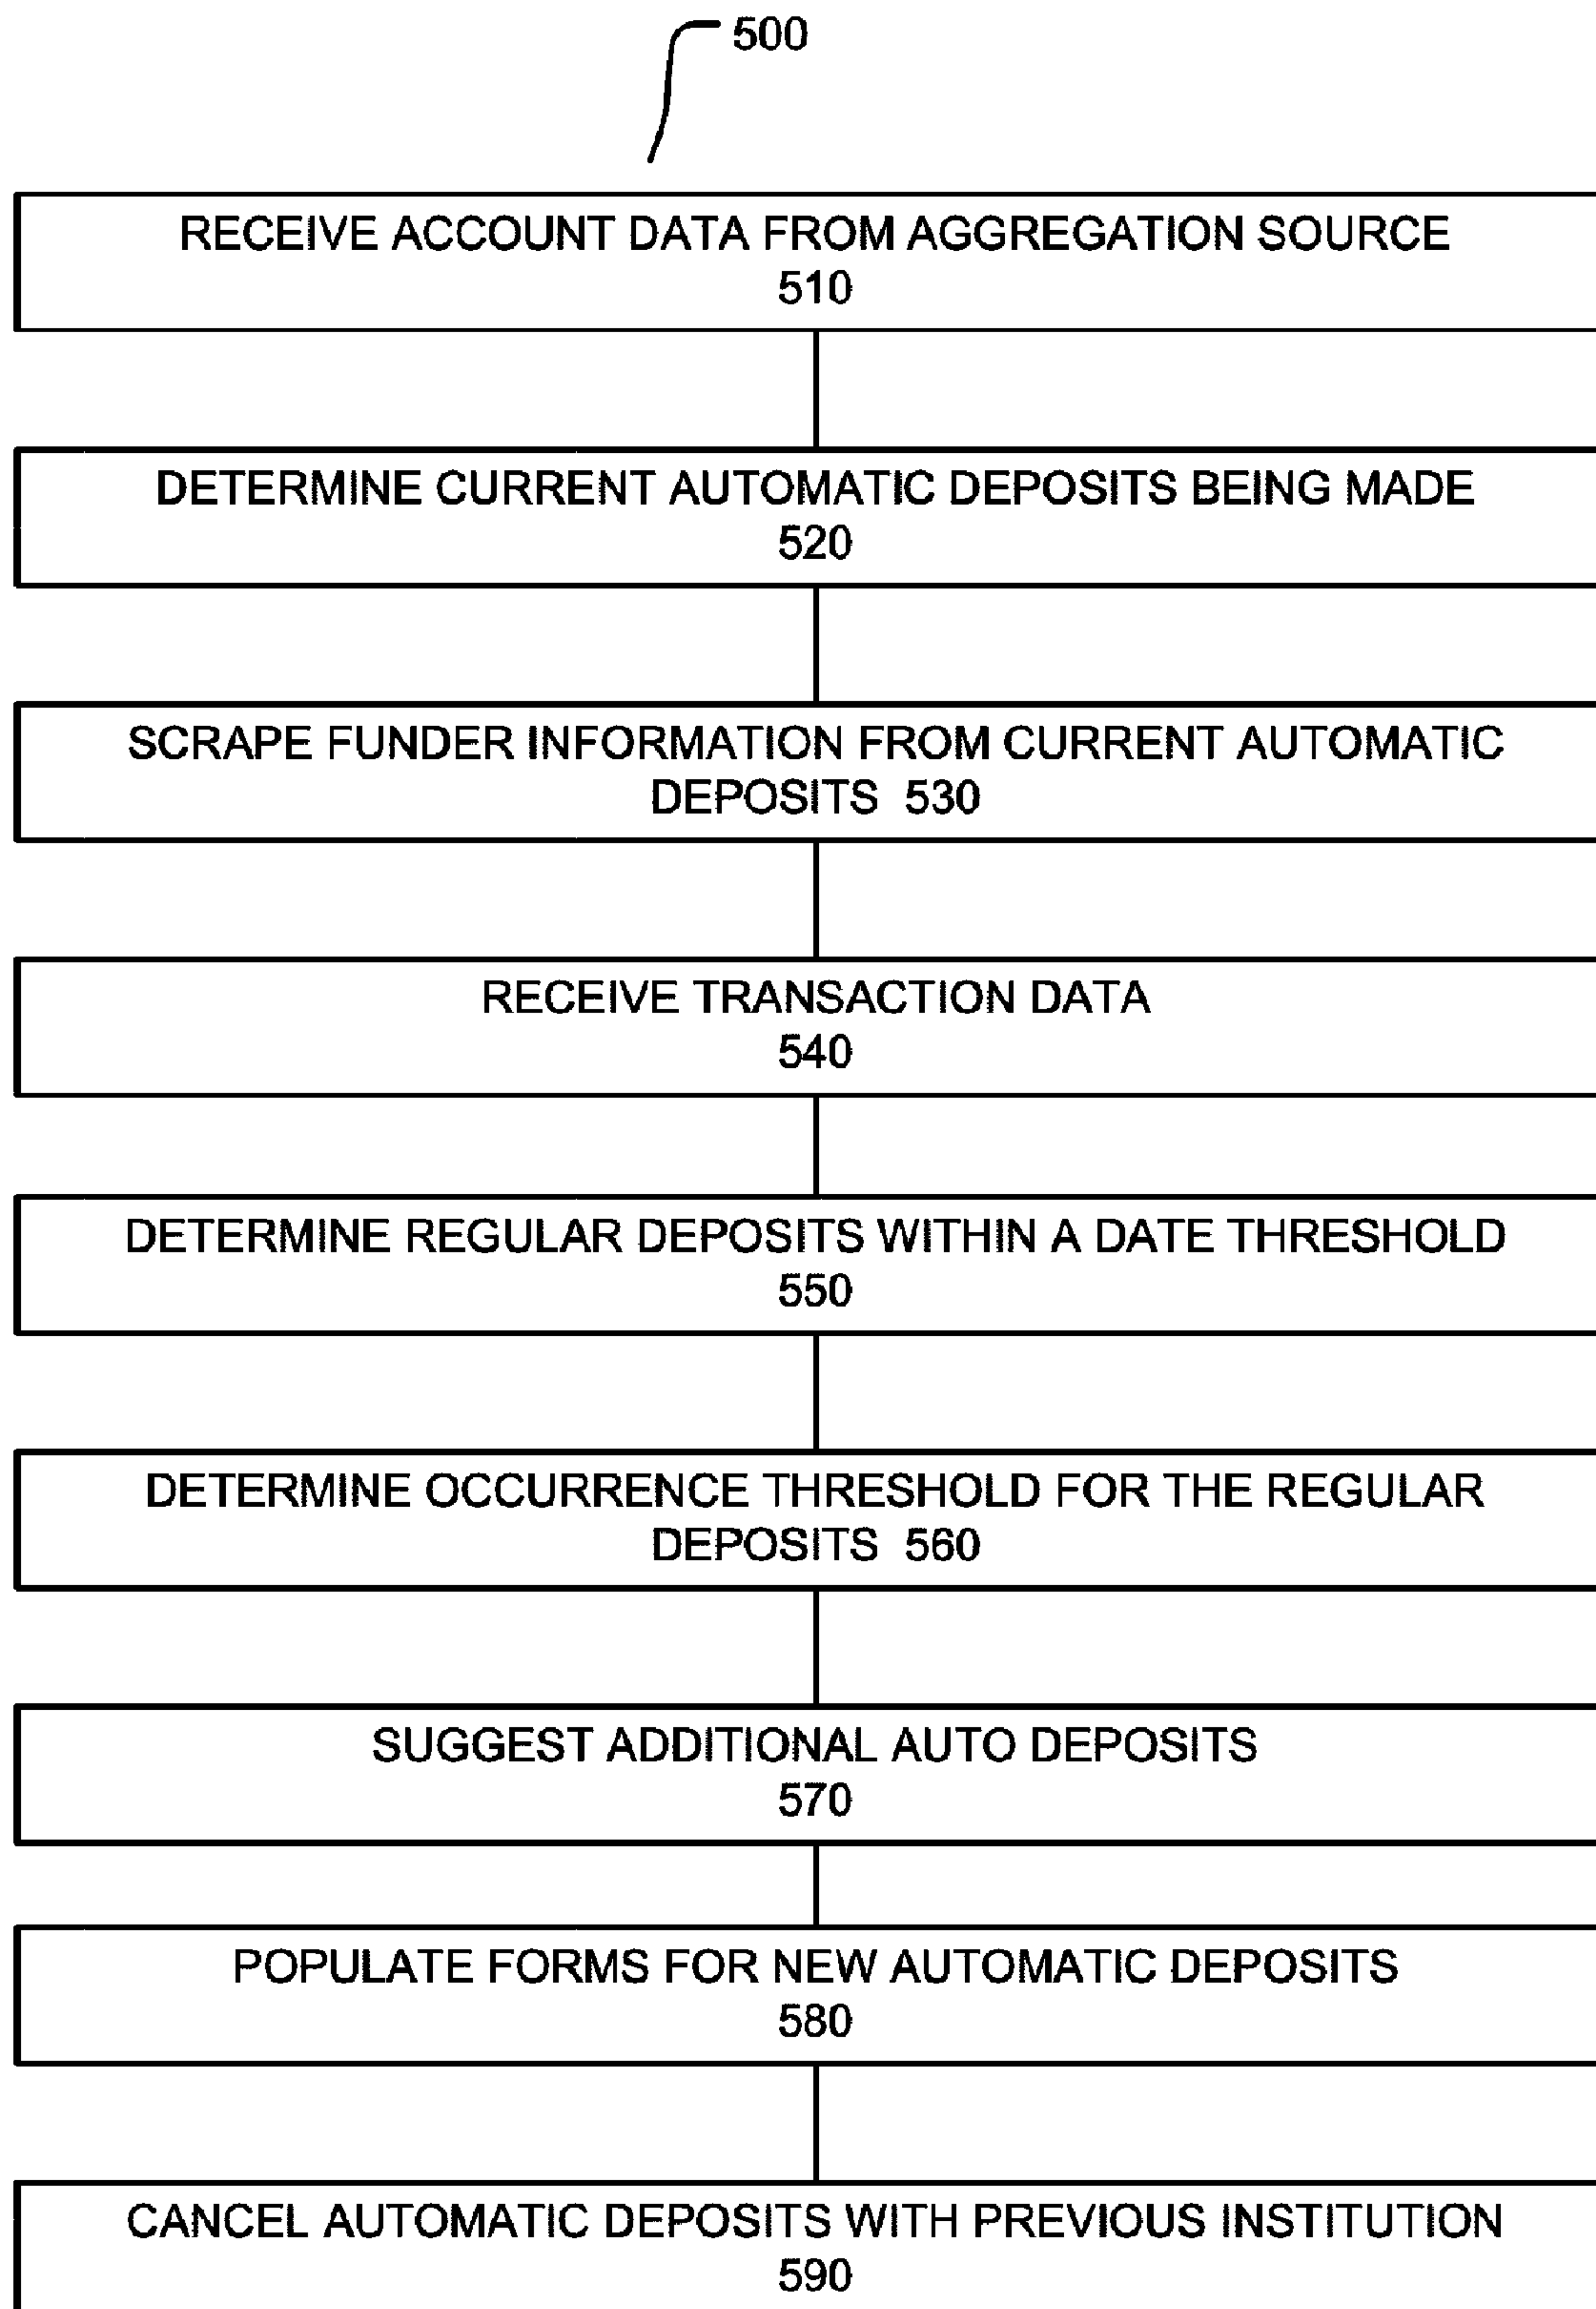 500
RECEIVE ACCOUNT DATA FROM AGGREGATION SOURCE
510
DETERMINE CURRENT AUTOMATIC DEPOSITS BEING MADE
520
SCRAPE FUNDER INFORMATION FROM CURRENT AUTOMATIC
DEPOSITS 530
RECEIVE TRANSACTION DATA
540
DETERMINE REGULAR DEPOSITS WITHIN A DATE THRESHOLD
550
DETERMINE OCCURRENCE THRESHOLD FOR THE REGULAR
DEPOSITS 560
SUGGEST ADDITIONAL AUTO DEPOSITS
570
POPULATE FORMS FOR NEW AUTOMATIC DEPOSITS
580
CANCEL AUTOMATIC DEPOSITS WITH PREVIOUS INSTITUTION
590